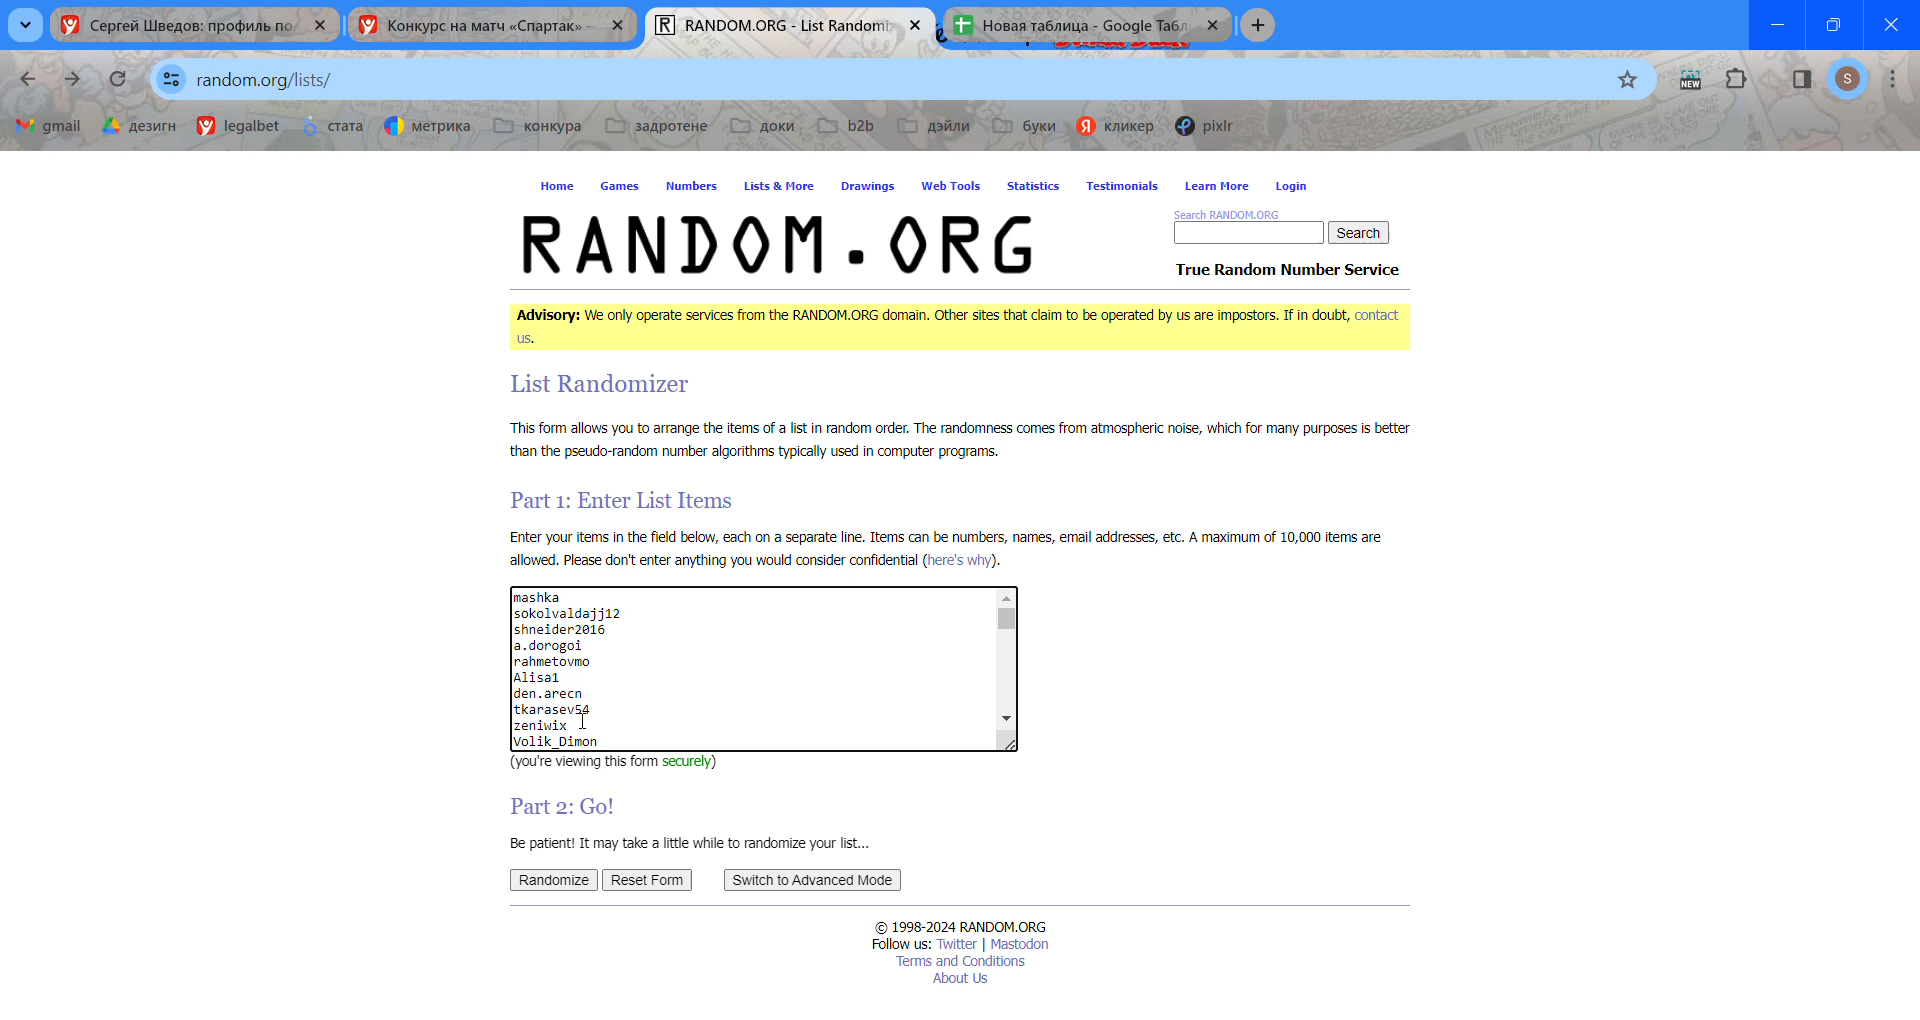 Сергей Шведов: профиль по
Конкурс на матч «Спартак» -
RANDOM.ORG - List Randomi
Новая таблица - Google Табл
random.org/lists/
NEW
S
gmail
дезигн
legalbet
стата
метрика
конкура
задротене
доки
b2b
дэйли
буки
Я кликер
pixlr
Home Games Numbers Lists & More Drawings Web Tools Statistics Testimonials Learn More Login
RANDOM.ORG
Search RANDOM.ORG
Search
True Random Number Service
Advisory: We only operate services from the RANDOM.ORG domain. Other sites that claim to be operated by us are impostors. If in doubt, contact
us.
List Randomizer
This form allows you to arrange the items of a list in random order. The randomness comes from atmospheric noise, which for many purposes is better
than the pseudo-random number algorithms typically used in computer programs.
Part 1: Enter List Items
Enter your items in the field below, each on a separate line. Items can be numbers, names, email addresses, etc. A maximum of 10,000 items are
allowed. Please don't enter anything you would consider confidential (here's why).
mashka
sokolvaldajj12
shneider2016
a.dorogoi
rahmetovmo
Alisa1
den.arecn
tkarasev54
zeniwix
Volik_Dimon
(you're viewing this form securely)
Part 2: Go!
Be patient! It may take a little while to randomize your list...
Randomize Reset Form Switch to Advanced Mode
© 1998-2024 RANDOM.ORG
Follow us: Twitter | Mastodon
Terms and Conditions
About Us